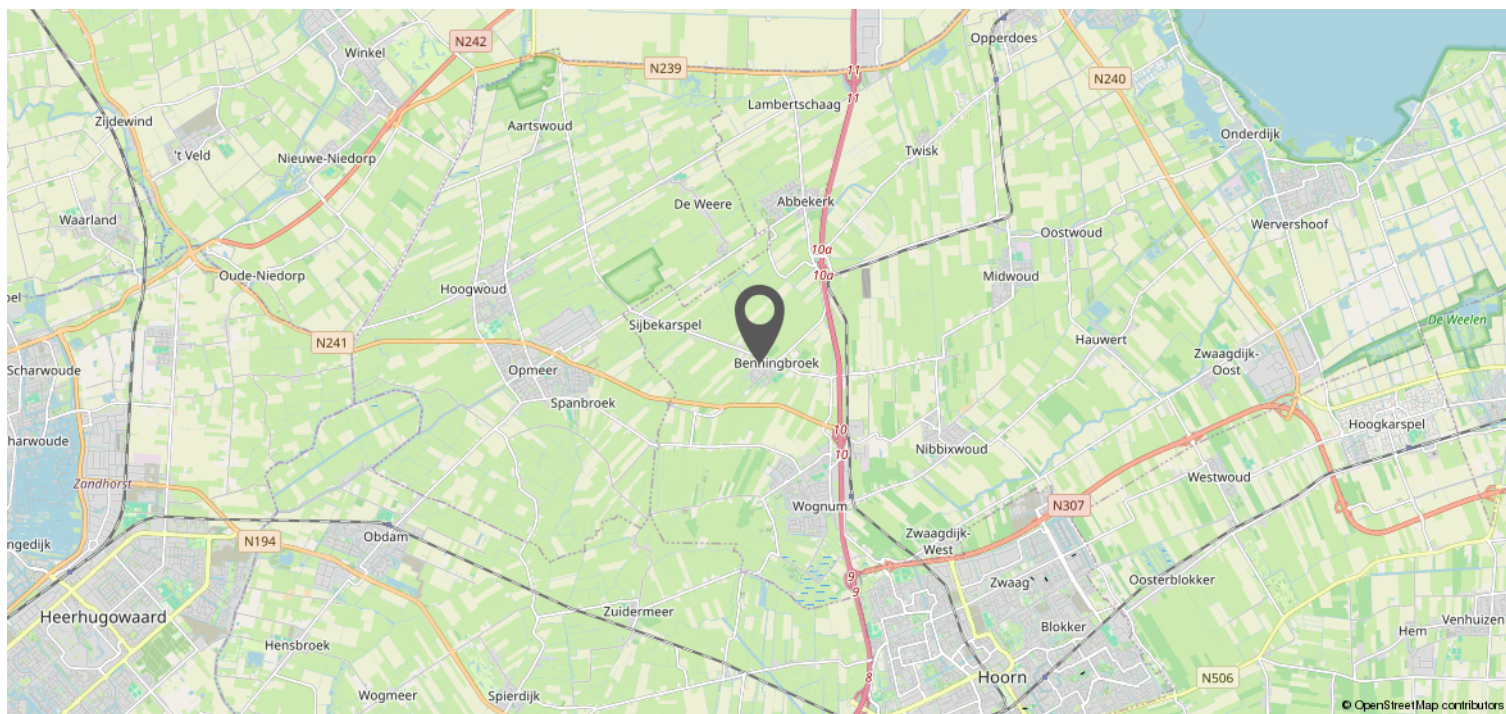 Opperdoes
Winkel
N242
N239
11
N240
11
Lambertschaag
Zijdewind
Aartswoud
Onderdijk
't Veld
Nieuwe-Niedorp
Twisk
De Weere
Abbekerk
Waarland
Wervershoof
Oostwoud
10a
Oude-Niedorp
10a
Midwoud
Hoogwoud
pel
De Weelen
Sijbekarspel
N241
Hauwert
Zwaagdijk-
Oost
Benningbroek
Scharwoude
Opmeer
Spanbroek
Hoogkarspel
10
harwoude
10
Nibbixwoud
Westwoud
Zandhorst
Wognum
N307
Zwaagdijk-
West
N194
Obdam
ngedijk
9
9
Zwaag
Oosterblokker
Zuidermeer
Heerhugowaard
Venhuizen
Blokker
Hem
Hensbroek
8
Hoorn
N506
Wogmeer
Spierdijk
© OpenStreetMap contributors